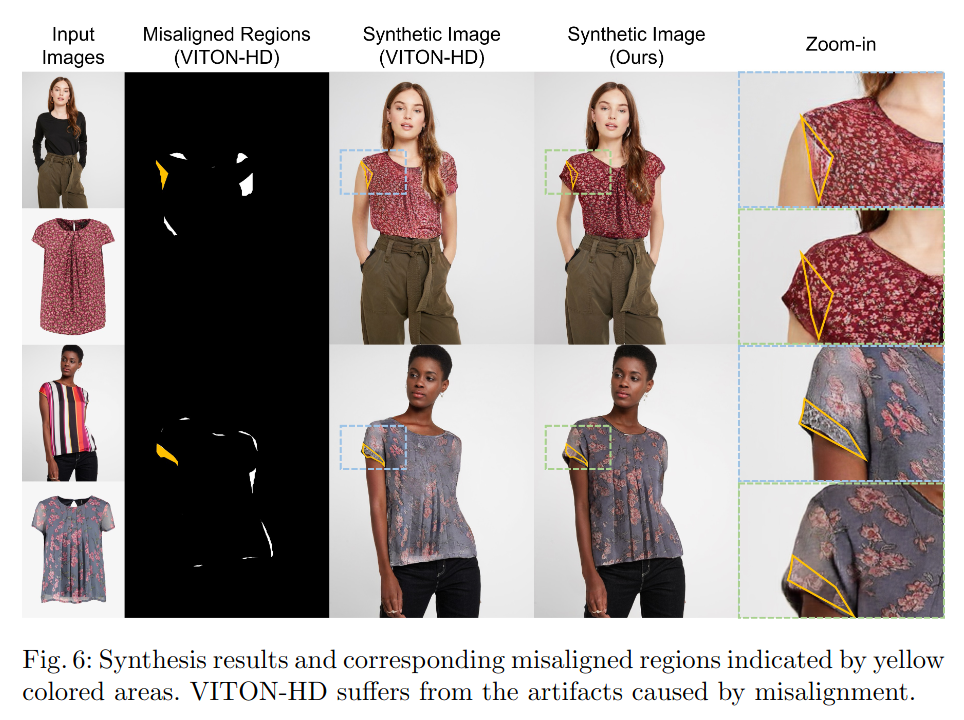 Input
Images
Misaligned Regions
(VITON-HD)
Synthetic Image
(VITON-HD)
Synthetic Image
(Ours)
Zoom-in
Fig. 6: Synthesis results and corresponding misaligned regions indicated by yellow
colored areas. VITON-HD suffers from the artifacts caused by misalignment.